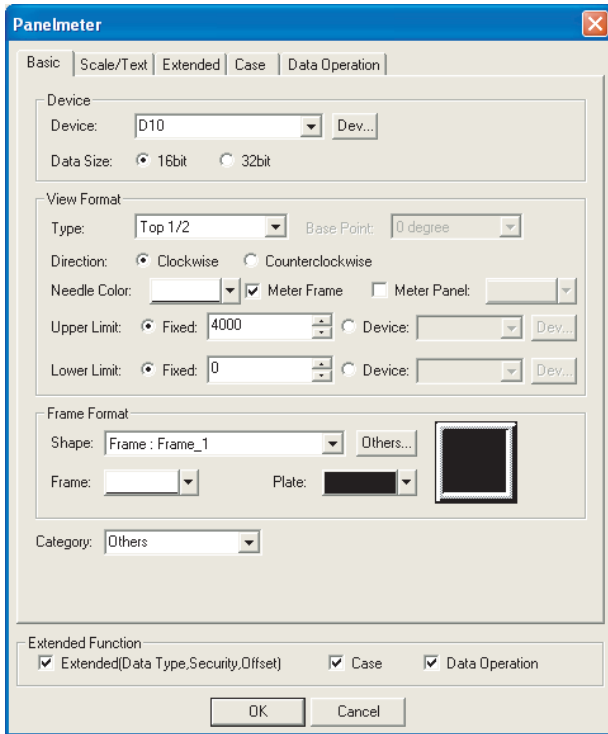 Panelmeter
Basic Scale/Text Extended Case Data Operation
Device
Device: D10 Dev...
Data Size: 16bit 32bit
View Format
Type: Top 1/2 Base Point: 0 degree
Direction: Clockwise Counterclockwise
Needle Color: Meter Frame Meter Panel:
Upper Limit: Fixed: 4000 Device: Dev...
Lower Limit: Fixed: 0 Device: Dev...
Frame Format
Shape: Frame : Frame_1 Others...
Frame: Plate:
Category: Others
Extended Function
Extended(Data Type,Security,Offset) Case Data Operation
OK Cancel